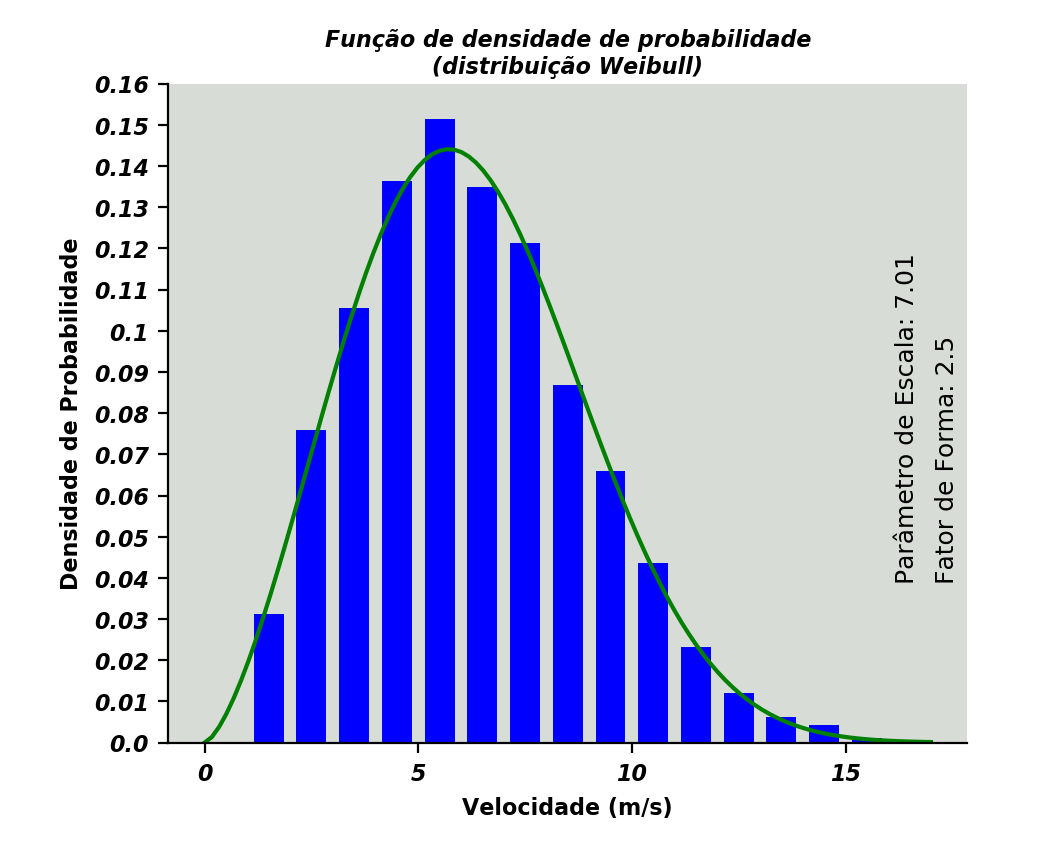 Função de densidade de probabilidade
(distribuição Weibull)
0.16
0.15
0.14
0.13
0.12
0.11
0.1
0.09
0.08
0.07
0.06
0.05
0.04
0.03
0.02
0.01
0.0
Densidade de Probabilidade
Parâmetro de Escala: 7.01
Fator de Forma: 2.5
0 5 10 15
Velocidade (m/s)